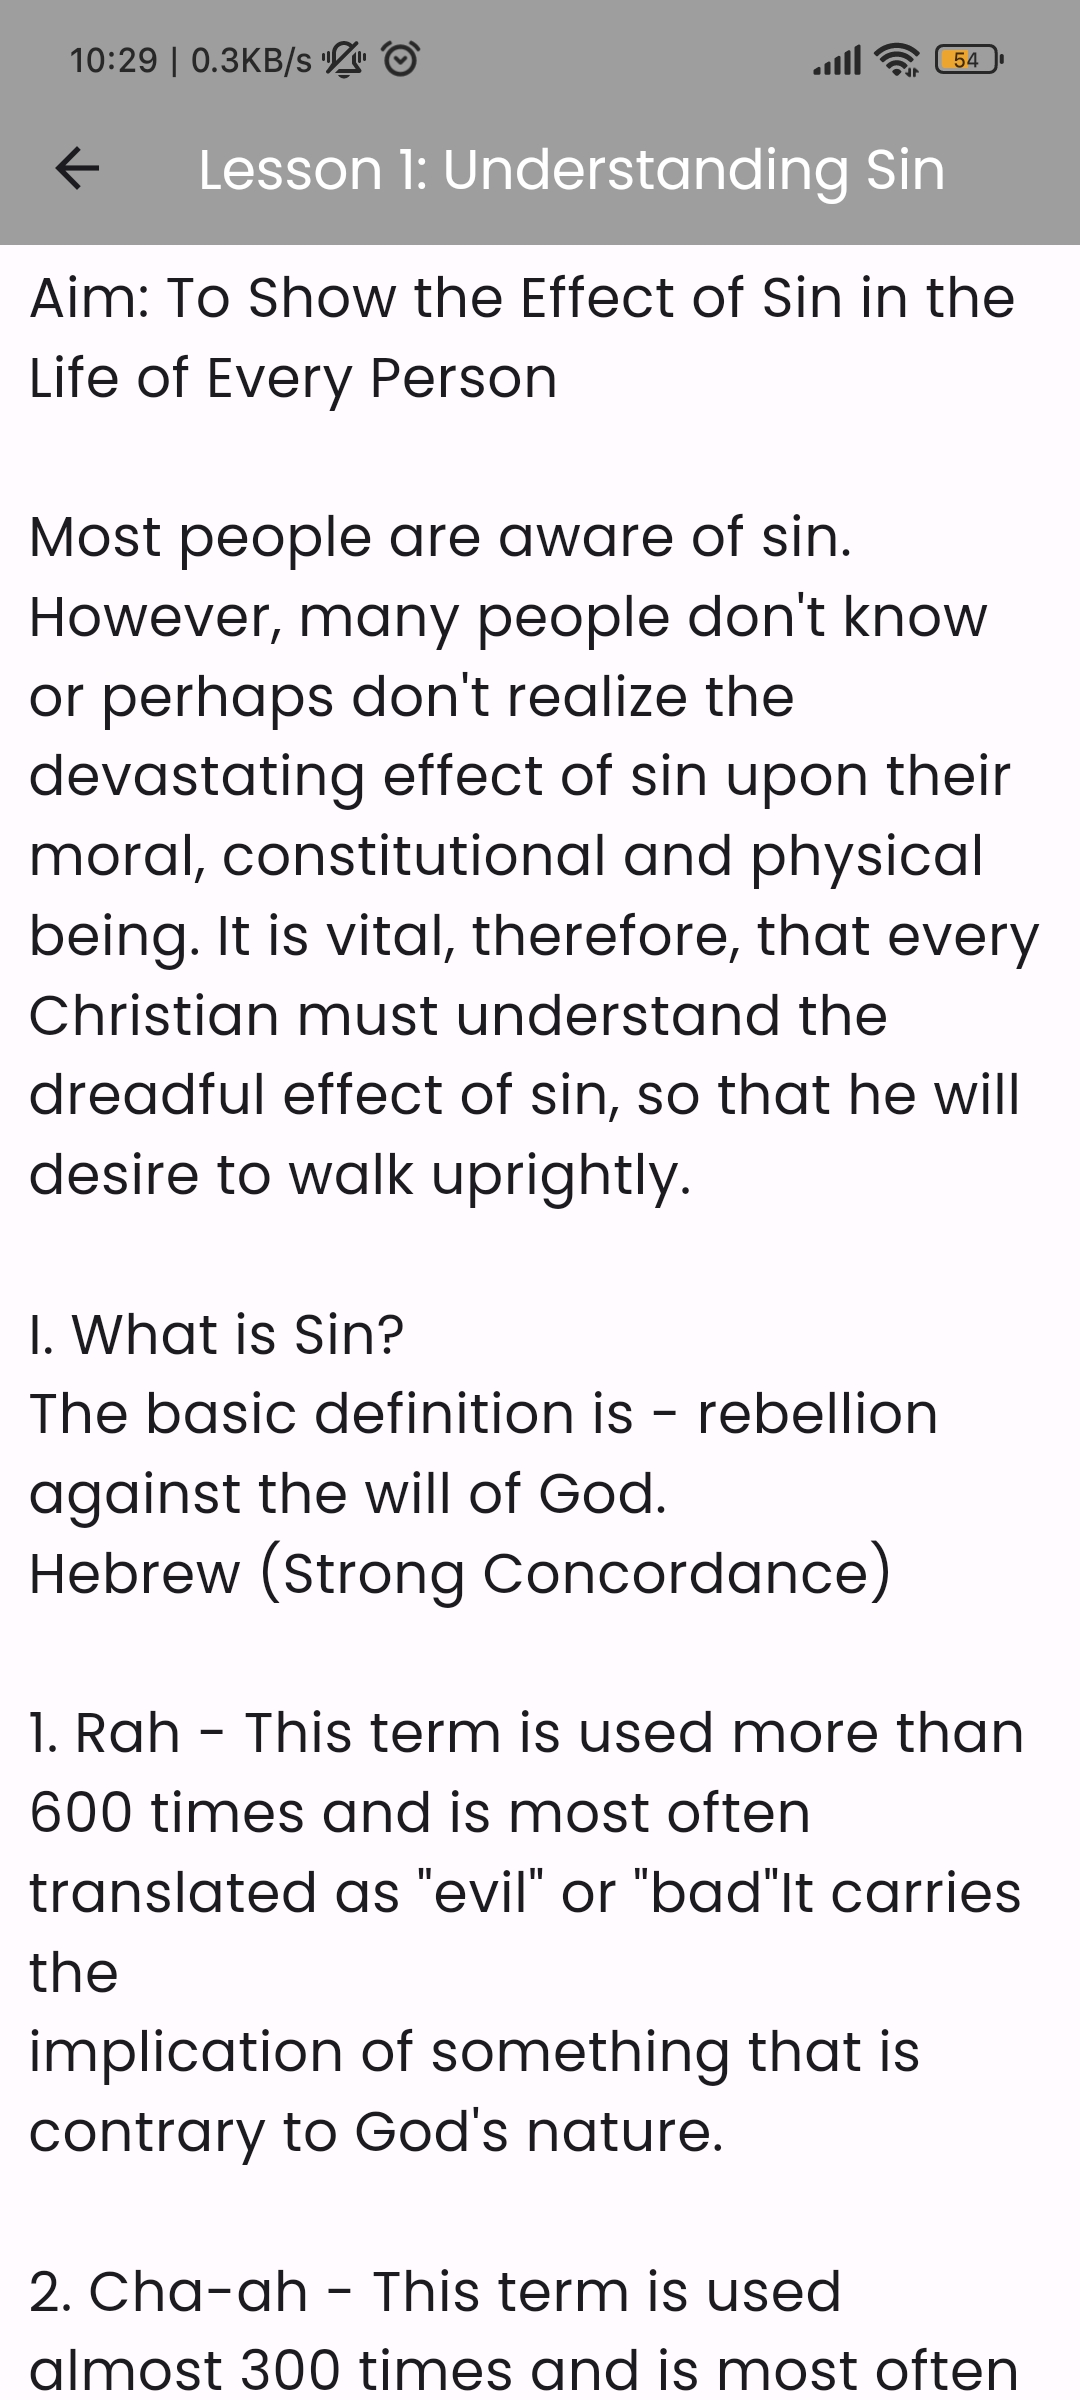 10:29 | 0.3KB/s
54
Lesson 1: Understanding Sin
Aim: To Show the Effect of Sin in the
Life of Every Person
Most people are aware of sin.
However, many people don't know
or perhaps don't realize the
devastating effect of sin upon their
moral, constitutional and physical
being. It is vital, therefore, that every
Christian must understand the
dreadful effect of sin, so that he will
desire to walk uprightly.
I. What is Sin?
The basic definition is - rebellion
against the will of God.
Hebrew (Strong Concordance)
1. Rah - This term is used more than
600 times and is most often
translated as "evil" or "bad"It carries
the
implication of something that is
contrary to God's nature.
2. Cha-ah - This term is used
almost 300 times and is most often